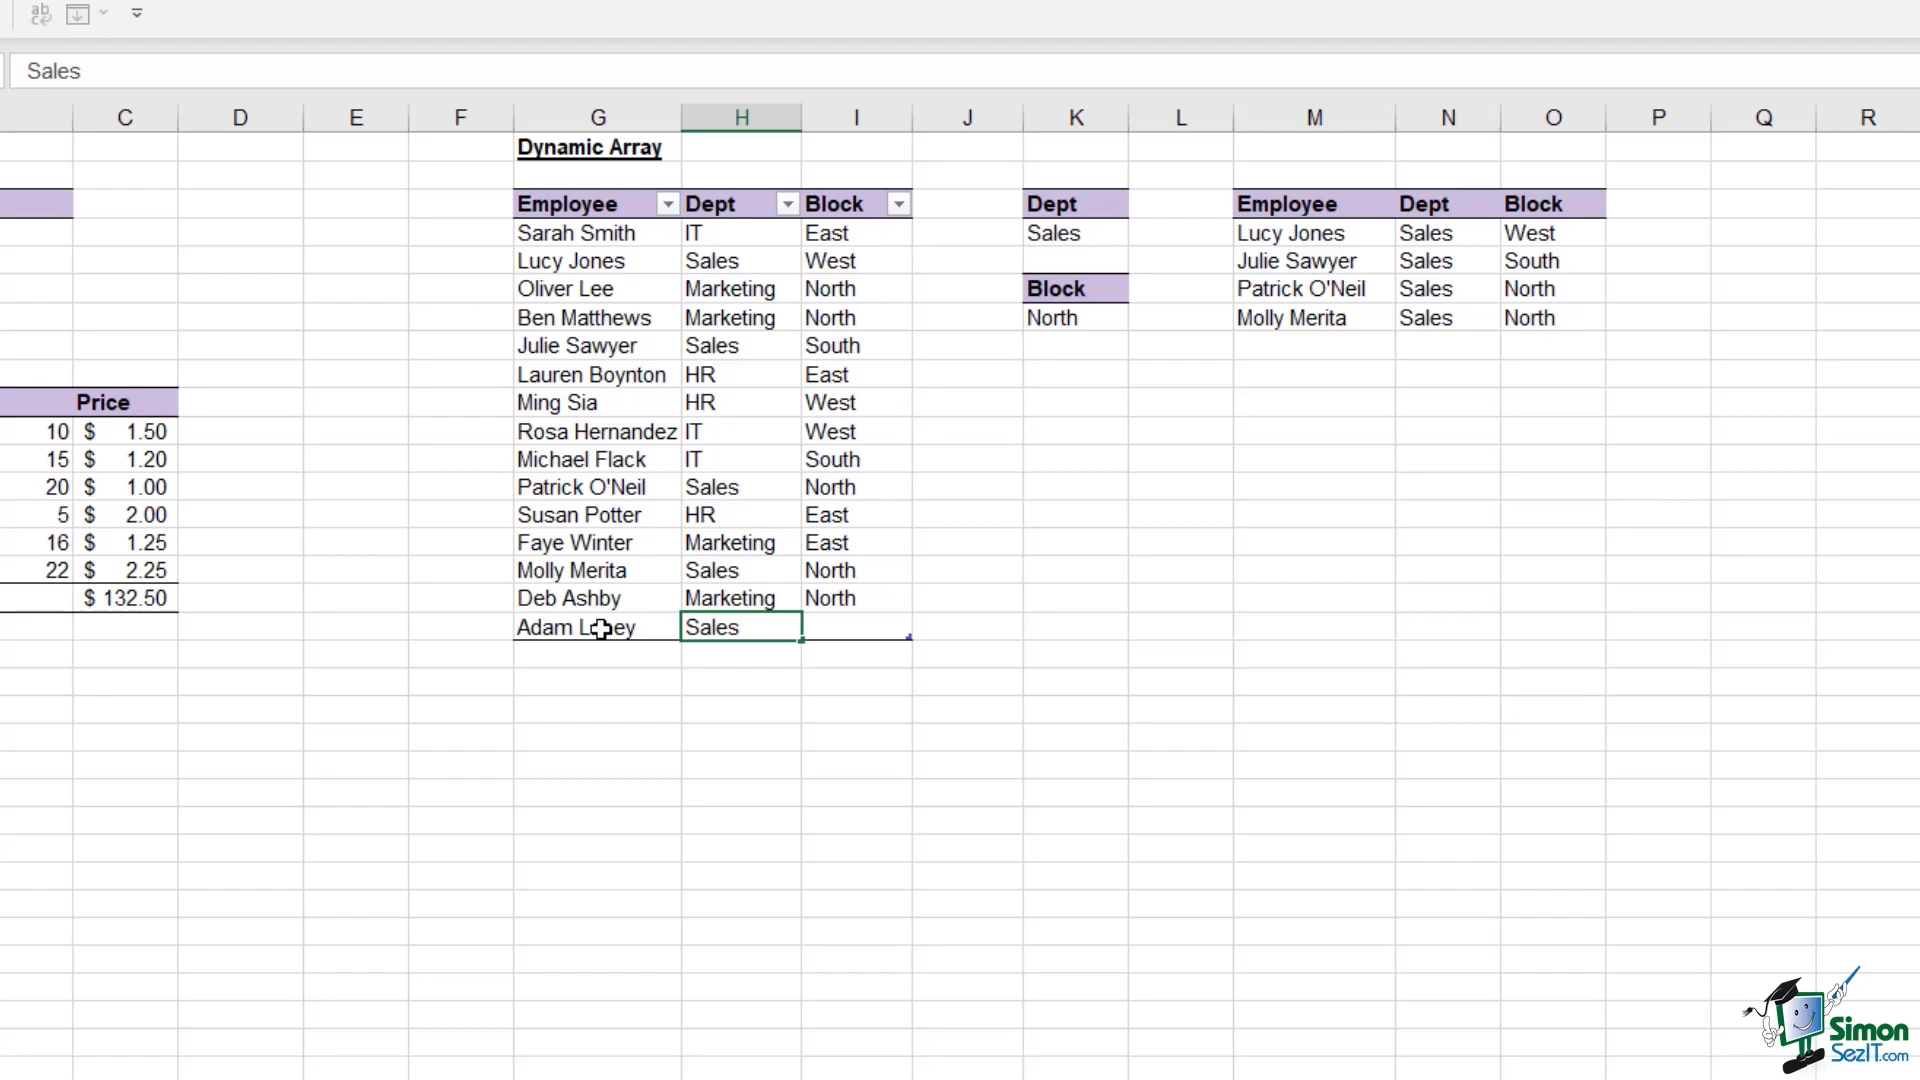 Sales
C D E F G H I J K L M N O P Q R
Dynamic Array
Employee Dept Block Dept Employee Dept Block
Sarah Smith IT East Sales Lucy Jones Sales West
Lucy Jones Sales West Julie Sawyer Sales South
Oliver Lee Marketing North Block Patrick O'Neil Sales North
Ben Matthews Marketing North North Molly Merita Sales North
Julie Sawyer Sales South
Lauren Boynton HR East
Price Ming Sia HR West
10 $ 1.50 Rosa Hernandez IT West
15 $ 1.20 Michael Flack IT South
20 $ 1.00 Patrick O'Neil Sales North
5 $ 2.00 Susan Potter HR East
16 $ 1.25 Faye Winter Marketing East
22 $ 2.25 Molly Merita Sales North
$ 132.50 Deb Ashby Marketing North
Adam Sales
Simon
SezIT.com